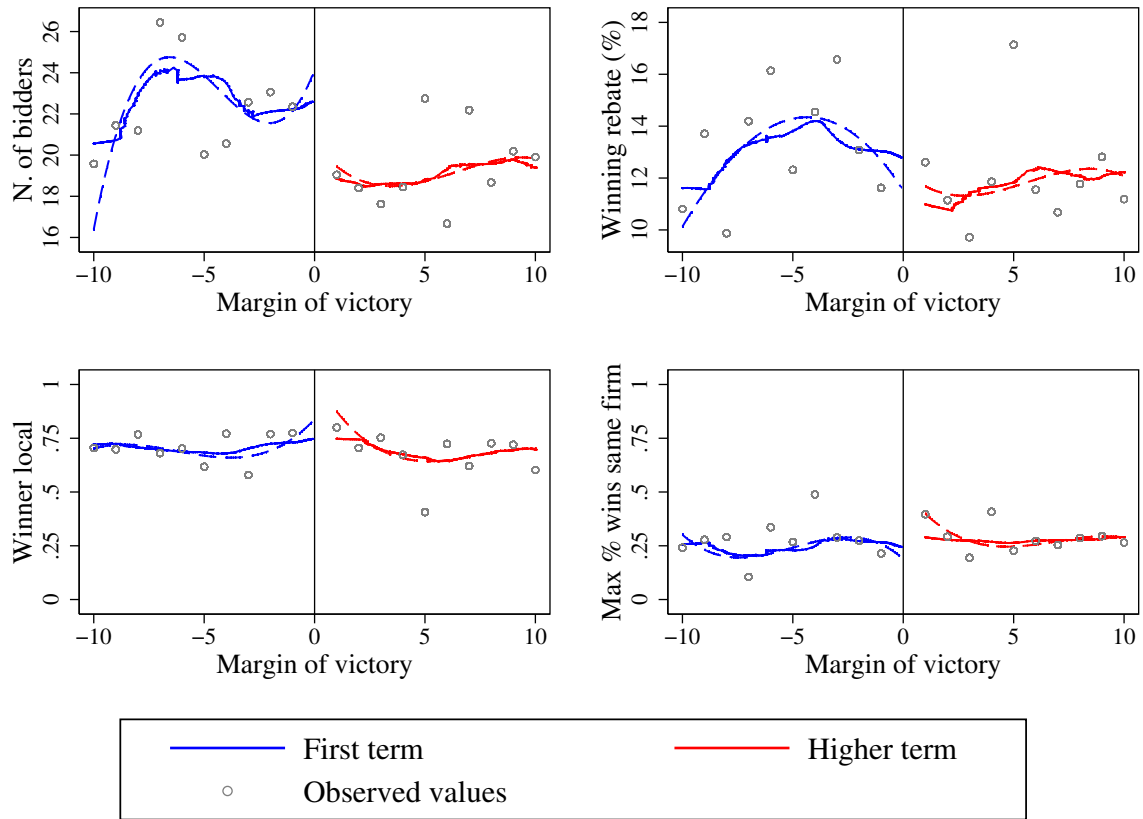 N. of bidders
16 18 20 22 24 26
−10 −5 0 5 10
Margin of victory
Winning rebate (%)
10 12 14 16 18
−10 −5 0 5 10
Margin of victory
Winner local
0 .25 .5 .75 1
−10 −5 0 5 10
Margin of victory
Max % wins same firm
0 .25 .5 .75 1
−10 −5 0 5 10
Margin of victory
First term
Higher term
Observed values